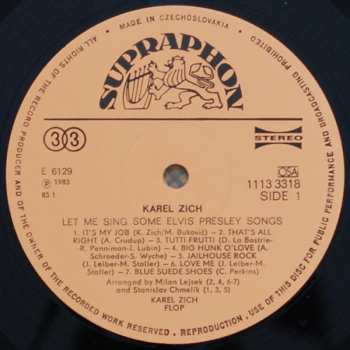 MADE IN CZECHOSLOVAKIA
ALL RIGHTS OF THE RECORD PRODUCER AND OF THE OWNER OF THE RECORDED WORK RESERVED . REPRODUCTION . USE OF THIS DISC FOR PUBLIC PERFORMANCE AND BROADCASTING PROHIBITED
SUPRAPHON
33
STEREO
E 6129
℗ 1983
85 1
OSA
1113 3318
SIDE 1
KAREL ZICH
LET ME SING SOME ELVIS PRESLEY SONGS
1. IT'S MY JOB (K. Zich/M. Buković) - 2. THAT'S ALL
RIGHT (A. Crudup) - 3. TUTTI FRUTTI (D. La Bostrie-
R. Penniman-J. Lubin) - 4. BIG HUNK O'LOVE (A.
Schroeder-S. Wyche) - 5. JAILHOUSE ROCK
(J. Leiber-M. Staller) - 6. LOVE ME (J. Leiber-M.
Staller) - 7. BLUE SUEDE SHOES (C. Perkins)
Arranged by Milan Lejsek (2, 4, 6-7)
and Stanislav Chmelík (1, 3, 5)
KAREL ZICH
FLOP